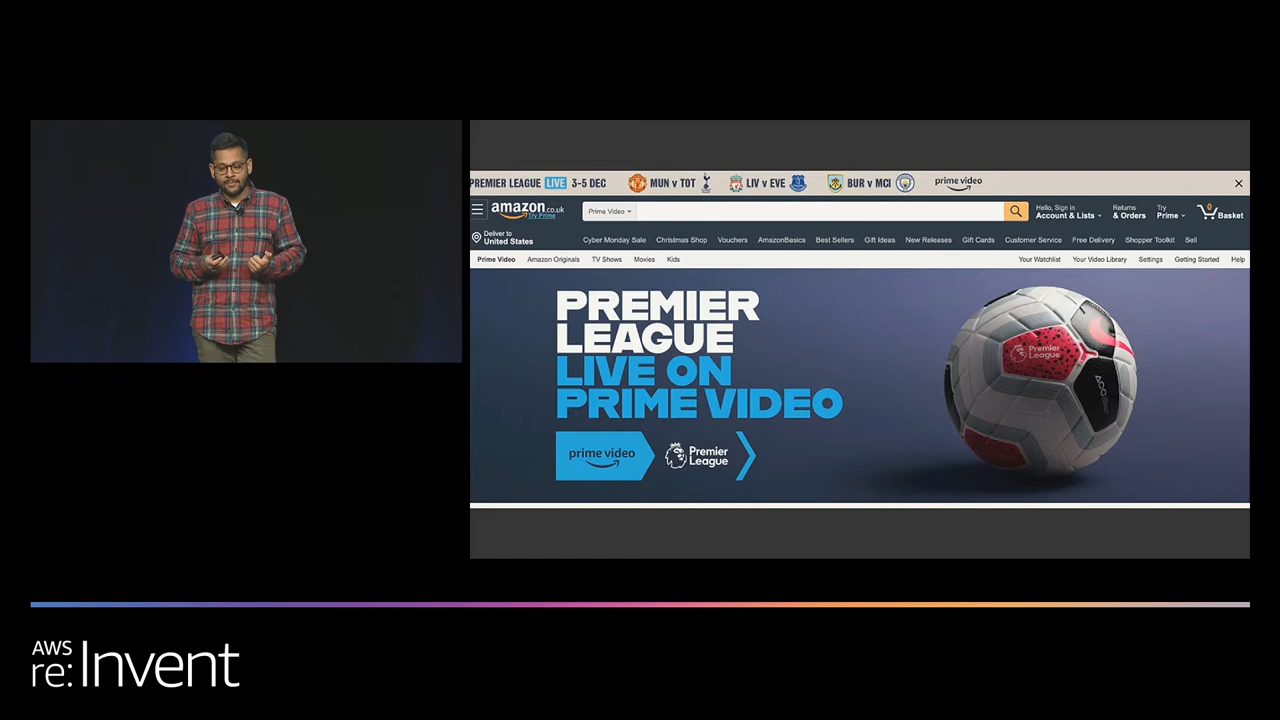 PREMIER LEAGUE LIVE 3-5 DEC MUN v TOT LIV v EVE BUR v MCI prime video
amazon.co.uk
Try Prime
Prime Video
Hello, Sign in
Account & Lists
Returns
& Orders
Try
Prime
0
Basket
Deliver to
United States
Cyber Monday Sale Christmas Shop Vouchers AmazonBasics Best Sellers Gift Ideas New Releases Gift Cards Customer Service Free Delivery Shopper Toolkit Sell
Prime Video Amazon Originals TV Shows Movies Kids Your Watchlist Your Video Library Settings Getting Started Help
PREMIER
LEAGUE
LIVE ON
PRIME VIDEO
prime video
Premier
League
Premier
League
AWS
re:Invent